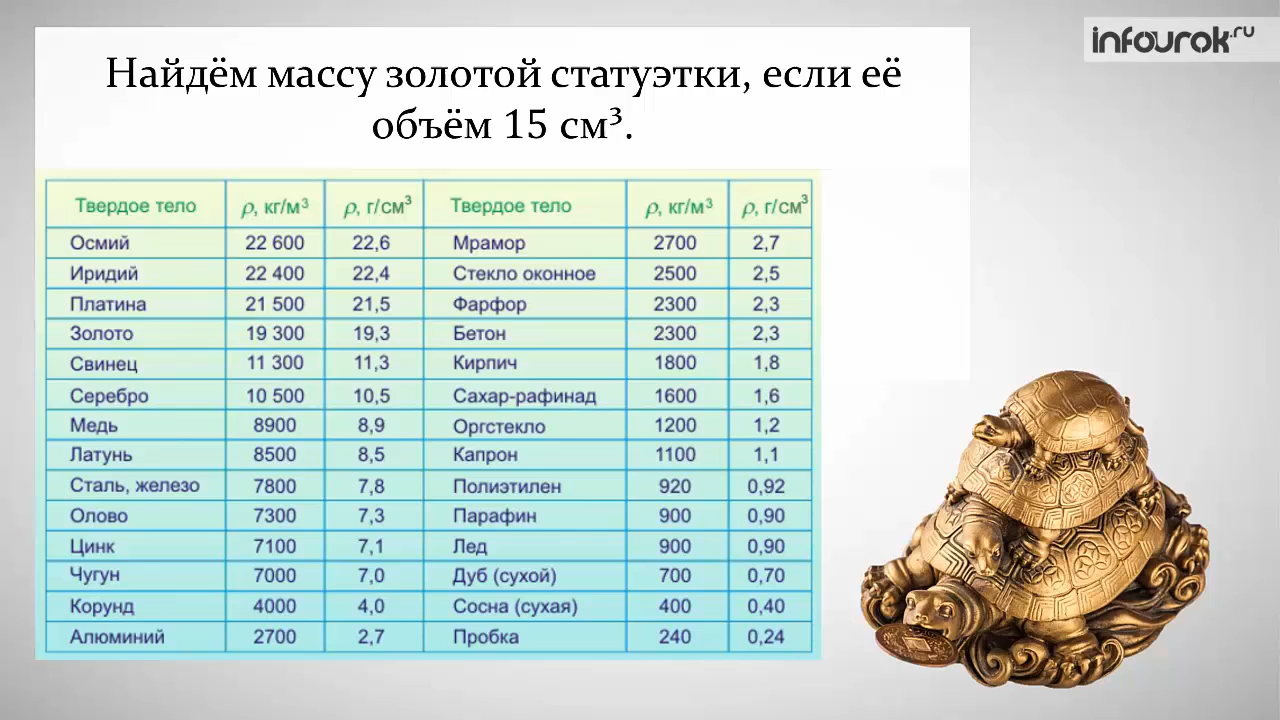 infourok.ru
Найдём массу золотой статуэтки, если её
объём 15 см³.
Твердое тело ρ, кг/м³ ρ, г/см³ Твердое тело ρ, кг/м³ ρ, г/см³
Осмий 22 600 22,6 Мрамор 2700 2,7
Иридий 22 400 22,4 Стекло оконное 2500 2,5
Платина 21 500 21,5 Фарфор 2300 2,3
Золото 19 300 19,3 Бетон 2300 2,3
Свинец 11 300 11,3 Кирпич 1800 1,8
Серебро 10 500 10,5 Сахар-рафинад 1600 1,6
Медь 8900 8,9 Оргстекло 1200 1,2
Латунь 8500 8,5 Капрон 1100 1,1
Сталь, железо 7800 7,8 Полиэтилен 920 0,92
Олово 7300 7,3 Парафин 900 0,90
Цинк 7100 7,1 Лед 900 0,90
Чугун 7000 7,0 Дуб (сухой) 700 0,70
Корунд 4000 4,0 Сосна (сухая) 400 0,40
Алюминий 2700 2,7 Пробка 240 0,24